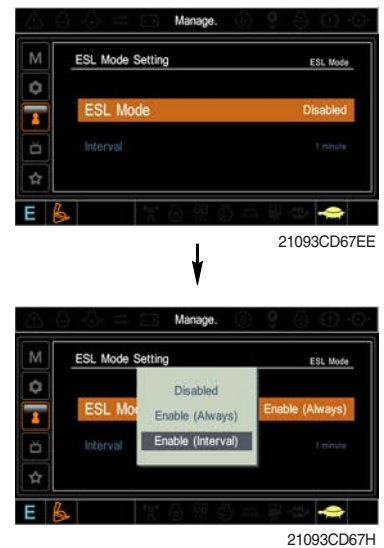 Manage.
M
ESL Mode Setting
ESL Mode
ESL Mode
Disabled
Interval
1 minute
E
21093CD67EE
Manage.
M
ESL Mode Setting
ESL Mode
Disabled
ESL Mo
Enable (Always)
Enable (Always)
Interval
Enable (Interval)
1 minute
E
21093CD67H